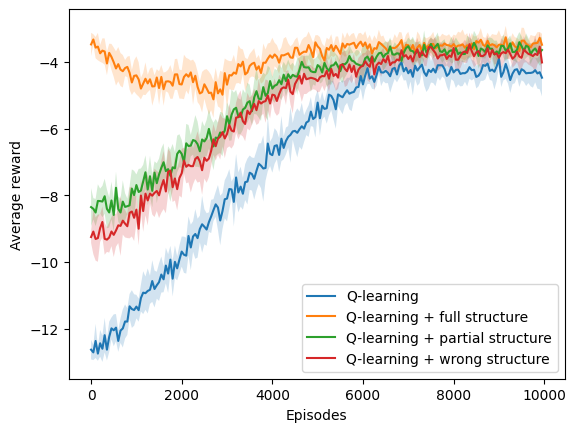 Average reward
−4
−6
−8
−10
−12
0
2000
4000
6000
8000
10000
Episodes
Q-learning
Q-learning + full structure
Q-learning + partial structure
Q-learning + wrong structure